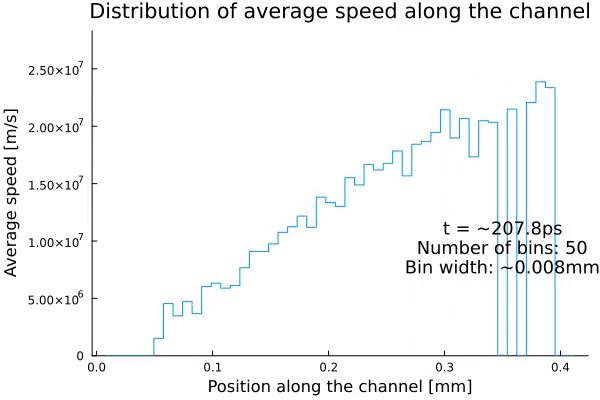 Distribution of average speed along the channel
Average speed [m/s]
2.50×10⁷
2.00×10⁷
1.50×10⁷
1.00×10⁷
5.00×10⁶
0
t = ~207.8ps
Number of bins: 50
Bin width: ~0.008mm
0.0 0.1 0.2 0.3 0.4
Position along the channel [mm]